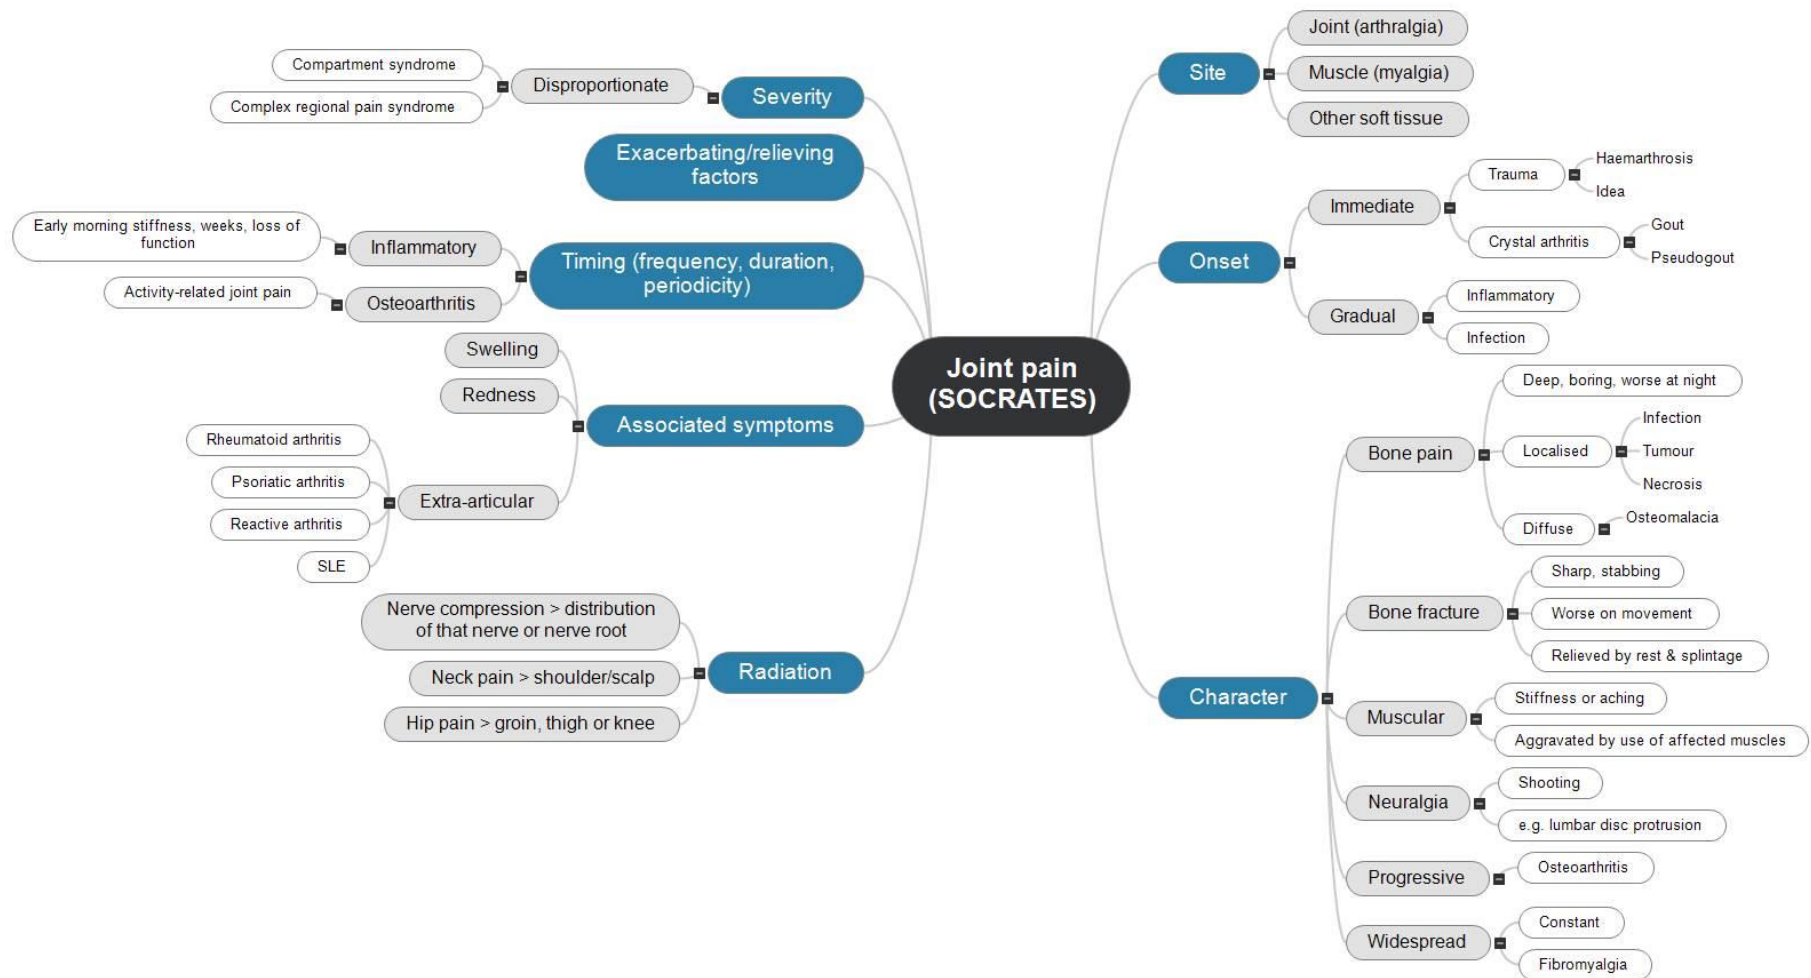 Joint pain
(SOCRATES)
Site
Joint (arthralgia)
Muscle (myalgia)
Other soft tissue
Onset
Immediate
Trauma
Haemarthrosis
Idea
Crystal arthritis
Gout
Pseudogout
Gradual
Inflammatory
Infection
Character
Bone pain
Deep, boring, worse at night
Localised
Infection
Tumour
Necrosis
Diffuse
Osteomalacia
Bone fracture
Sharp, stabbing
Worse on movement
Relieved by rest & splintage
Muscular
Stiffness or aching
Aggravated by use of affected muscles
Neuralgia
Shooting
e.g. lumbar disc protrusion
Progressive
Osteoarthritis
Widespread
Constant
Fibromyalgia
Radiation
Nerve compression > distribution
of that nerve or nerve root
Neck pain > shoulder/scalp
Hip pain > groin, thigh or knee
Associated symptoms
Swelling
Redness
Extra-articular
Rheumatoid arthritis
Psoriatic arthritis
Reactive arthritis
SLE
Timing (frequency, duration,
periodicity)
Inflammatory
Early morning stiffness, weeks, loss of
function
Osteoarthritis
Activity-related joint pain
Exacerbating/relieving
factors
Severity
Disproportionate
Compartment syndrome
Complex regional pain syndrome